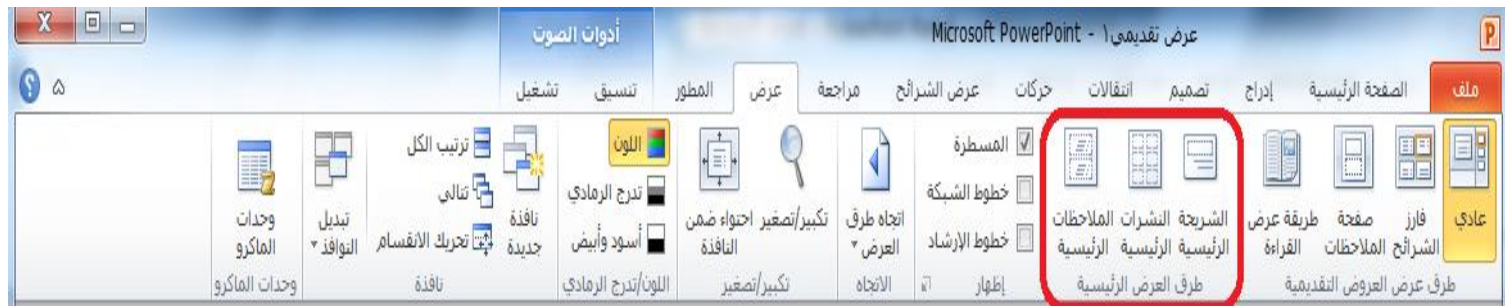 عرض تقديمي١ - Microsoft PowerPoint
أدوات الصوت
ملف الصفحة الرئيسية إدراج تصميم انتقالات حركات عرض الشرائح مراجعة عرض المطور تنسيق تشغيل
عادي
فارز الشرائح
صفحة الملاحظات
طريقة عرض القراءة
طرق عرض العروض التقديمية
الشريحة الرئيسية
النشرات الرئيسية
الملاحظات الرئيسية
طرق العرض الرئيسية
المسطرة
خطوط الشبكة
خطوط الإرشاد
إظهار
اتجاه طرق العرض
الاتجاه
تكبير/تصغير
احتواء ضمن النافذة
تكبير/تصغير
اللون
تدرج الرمادي
أسود وأبيض
اللون/تدرج الرمادي
نافذة جديدة
ترتيب الكل
تتالي
تحريك الانقسام
تبديل النوافذ
نافذة
وحدات الماكرو
وحدات الماكرو